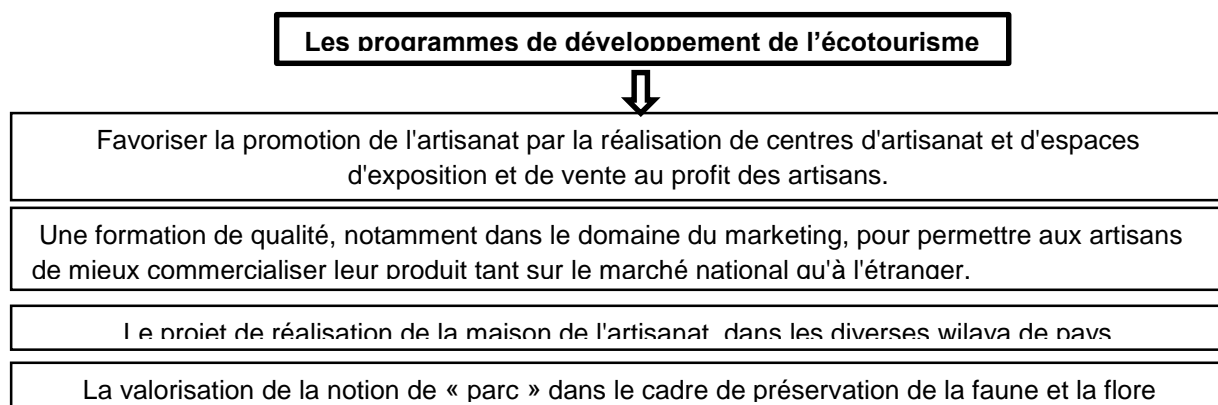 Les programmes de développement de l'écotourisme
Favoriser la promotion de l'artisanat par la réalisation de centres d'artisanat et d'espaces
d'exposition et de vente au profit des artisans.
Une formation de qualité, notamment dans le domaine du marketing, pour permettre aux artisans
de mieux commercialiser leur produit tant sur le marché national qu'à l'étranger.
Le projet de réalisation de la maison de l'artisanat dans les diverses wilaya de pays
La valorisation de la notion de « parc » dans le cadre de préservation de la faune et la flore